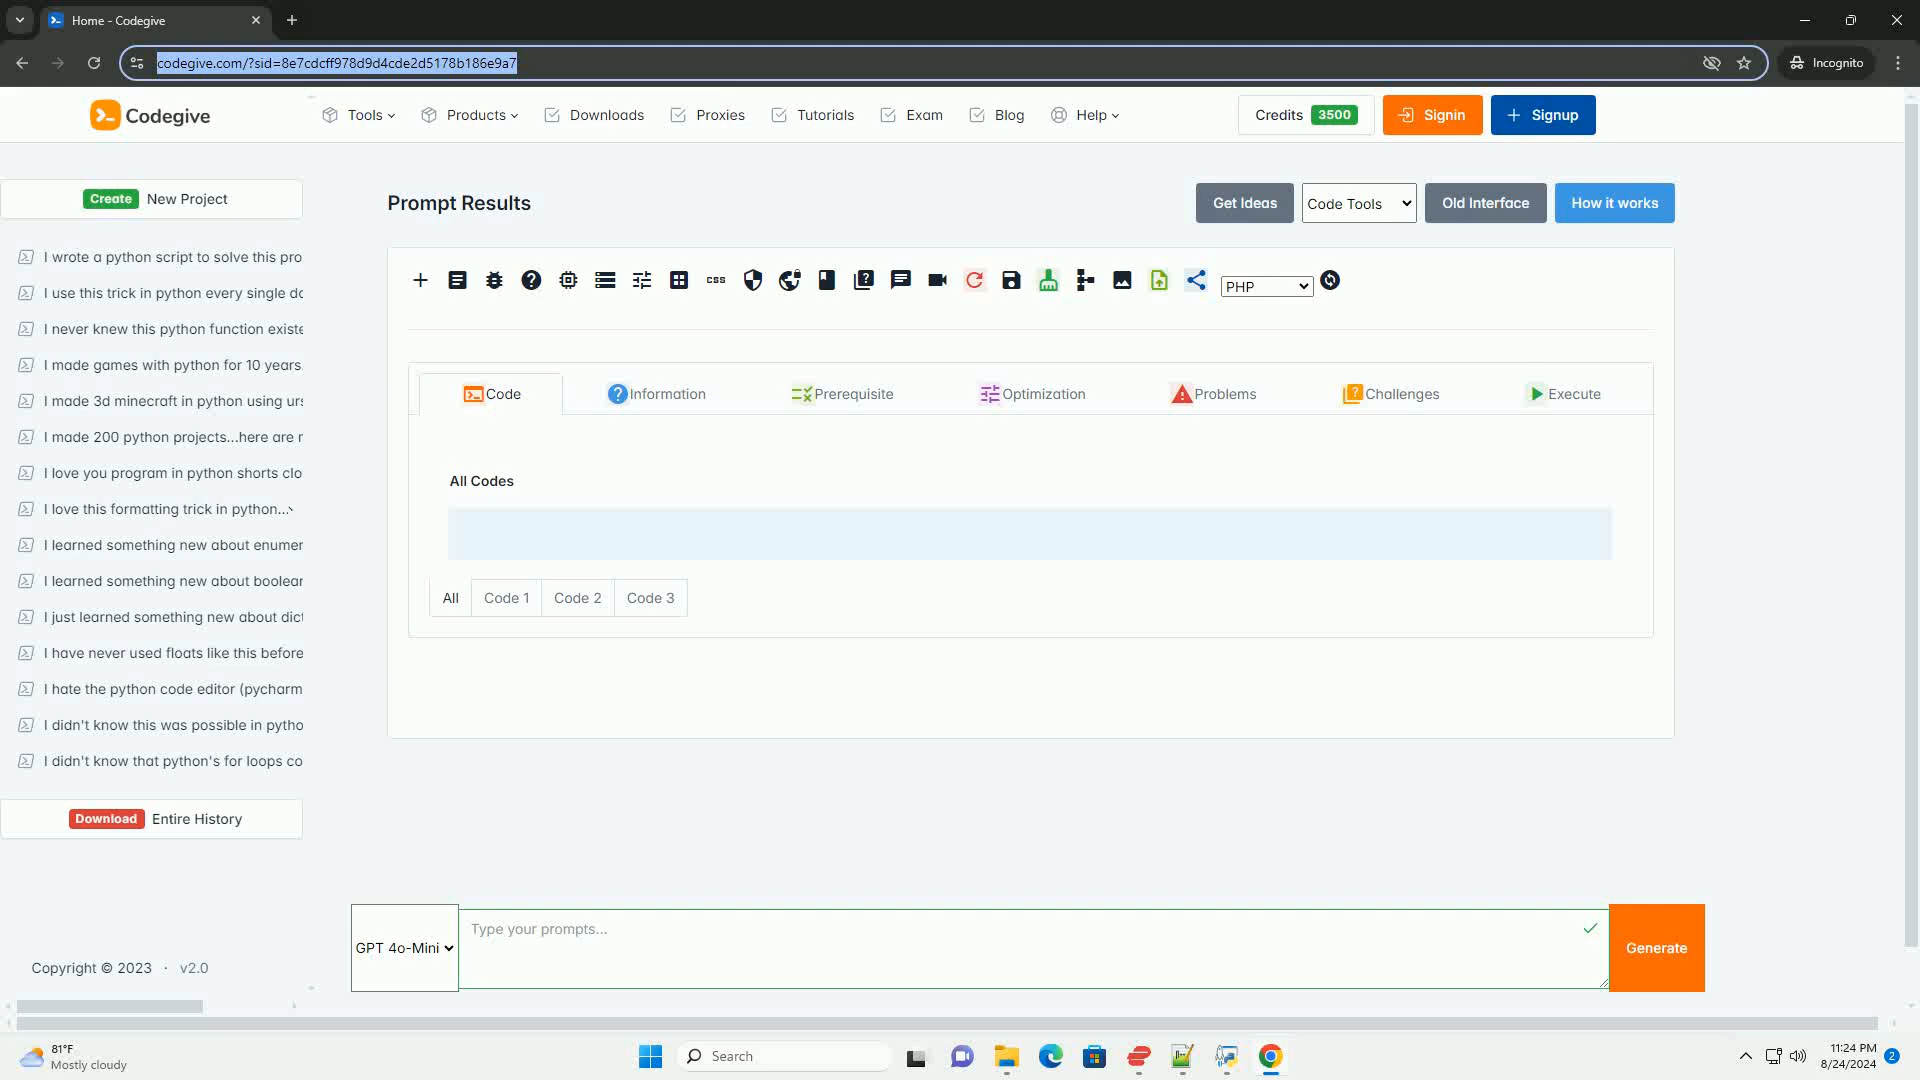 Home - Codegive
codegive.com/?sid=8e7cdcff978d9d4cde2d5178b186e9a7
Incognito
Codegive
Tools
Products
Downloads
Proxies
Tutorials
Exam
Blog
Help
Credits 3500
Signin
Signup
Create New Project
I wrote a python script to solve this pro
I use this trick in python every single dc
I never knew this python function existe
I made games with python for 10 years
I made 3d minecraft in python using urs
I made 200 python projects...here are r
I love you program in python shorts clo
I love this formatting trick in python...
I learned something new about enumer
I learned something new about boolear
I just learned something new about dict
I have never used floats like this before
I hate the python code editor (pycharm
I didn't know this was possible in pytho
I didn't know that python's for loops co
Download Entire History
Copyright © 2023 · v2.0
Prompt Results
Get Ideas
Code Tools
Old Interface
How it works
css
PHP
Code
Information
Prerequisite
Optimization
Problems
Challenges
Execute
All Codes
All
Code 1
Code 2
Code 3
GPT 4o-Mini
Type your prompts...
Generate
81°F
Mostly cloudy
Search
11:24 PM
8/24/2024
2